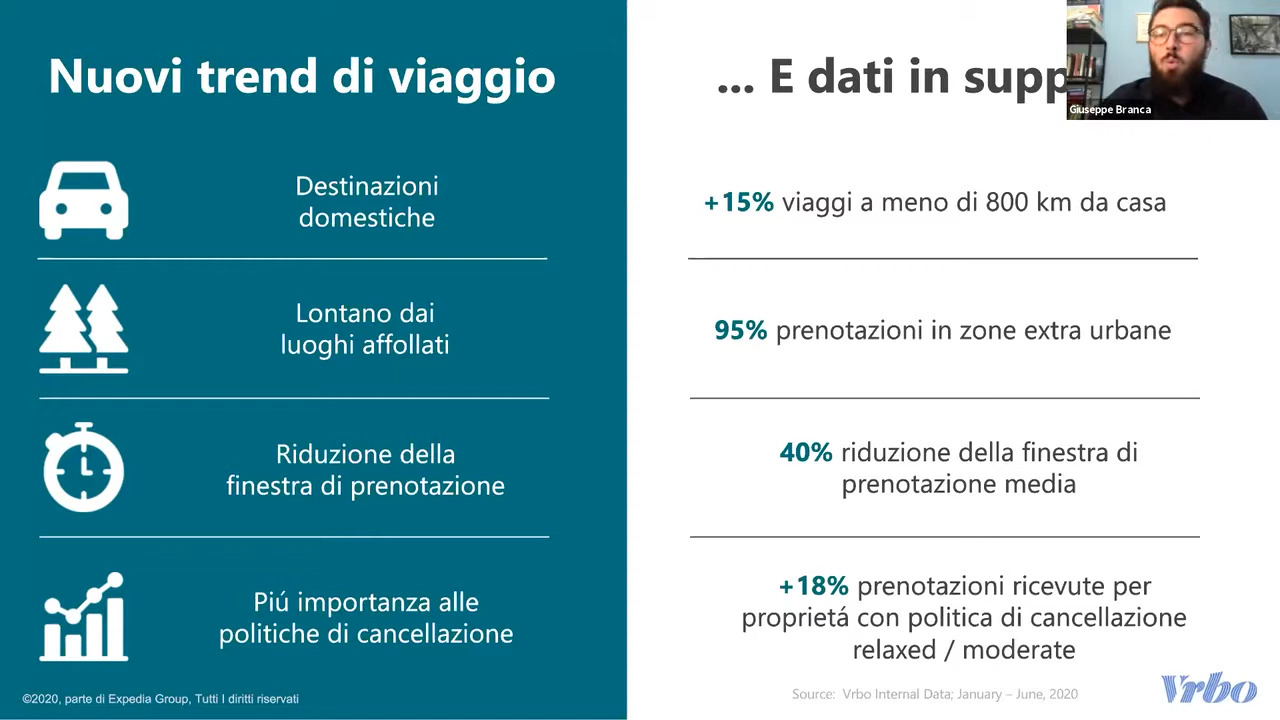 Nuovi trend di viaggio
... E dati in supp
Giuseppe Branca
Destinazioni
domestiche
+15% viaggi a meno di 800 km da casa
Lontano dai
luoghi affollati
95% prenotazioni in zone extra urbane
Riduzione della
finestra di prenotazione
40% riduzione della finestra di
prenotazione media
Piú importanza alle
politiche di cancellazione
+18% prenotazioni ricevute per
proprietá con politica di cancellazione
relaxed / moderate
©2020, parte di Expedia Group, Tutti I diritti riservati
Source: Vrbo Internal Data; January – June, 2020
Vrbo